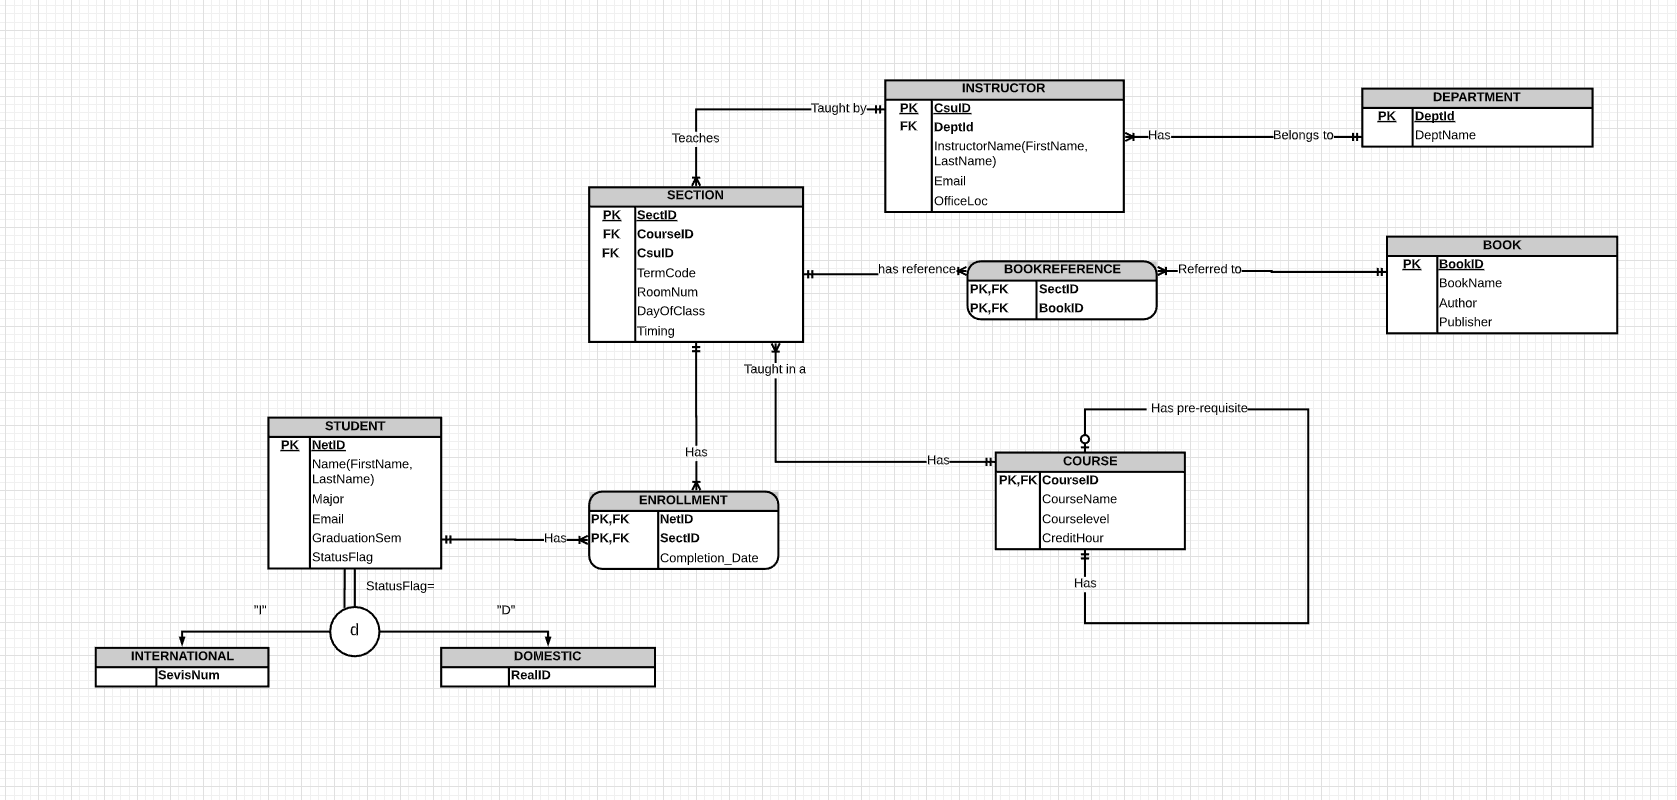 INSTRUCTOR
PK CsuID
FK DeptId
InstructorName(FirstName,
LastName)
Email
OfficeLoc
DEPARTMENT
PK DeptId
DeptName
Taught by
Teaches
Has
Belongs to
SECTION
PK SectID
FK CourseID
FK CsuID
TermCode
RoomNum
DayOfClass
Timing
has reference
BOOKREFERENCE
PK,FK SectID
PK,FK BookID
Referred to
BOOK
PK BookID
BookName
Author
Publisher
Taught in a
Has
Has
Has pre-requisite
COURSE
PK,FK CourseID
CourseName
Courselevel
CreditHour
Has
STUDENT
PK NetID
Name(FirstName,
LastName)
Major
Email
GraduationSem
StatusFlag
Has
ENROLLMENT
PK,FK NetID
PK,FK SectID
Completion_Date
StatusFlag=
"I"
"D"
d
INTERNATIONAL
SevisNum
DOMESTIC
RealID